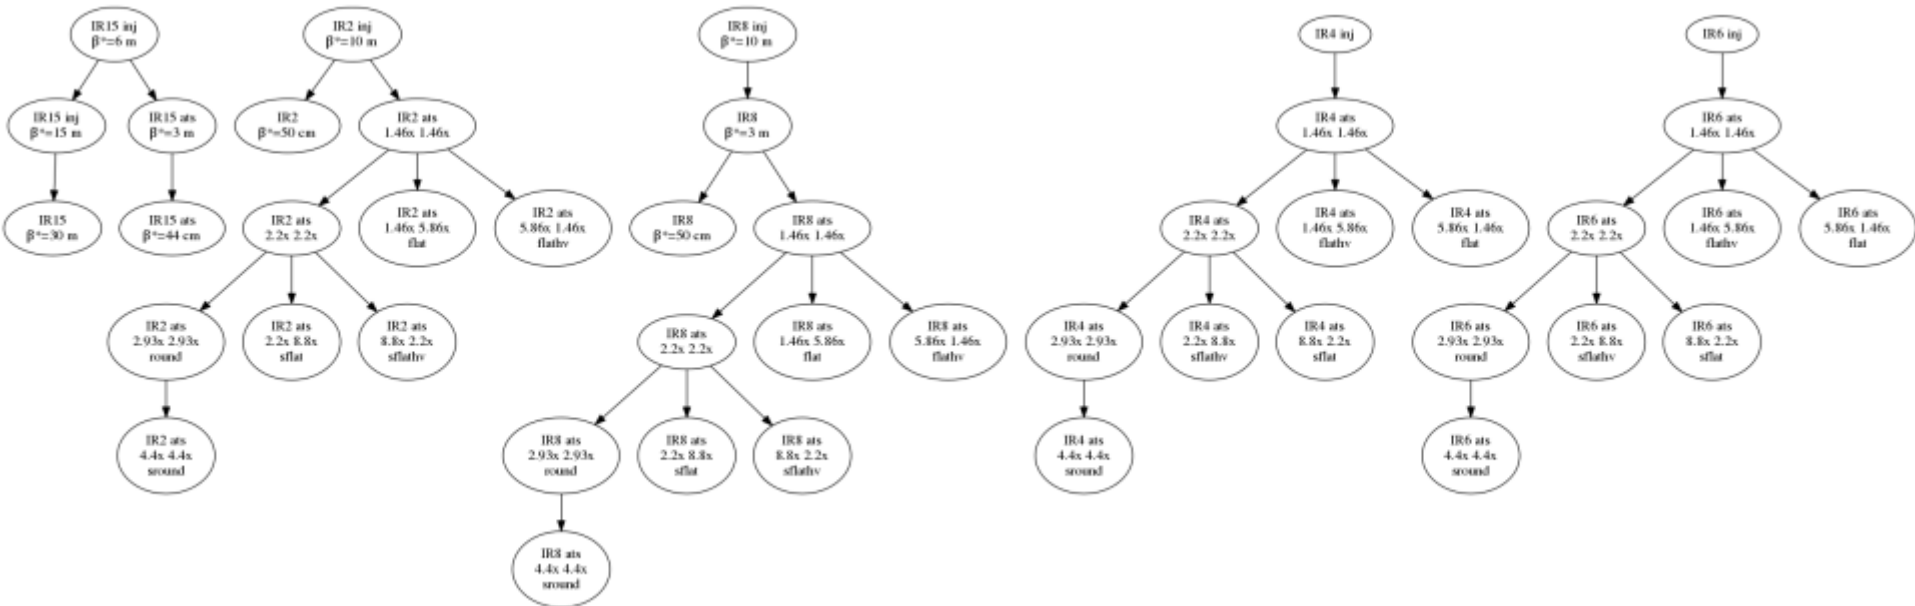 IR15 inj
β*=6 m
IR2 inj
β*=10 m
IR8 inj
β*=10 m
IR4 inj
IR6 inj
IR15 inj
β*=15 m
IR15 ats
β*=3 m
IR2
β*=50 cm
IR2 ats
1.46x 1.46x
IR8
β*=3 m
IR4 ats
1.46x 1.46x
IR6 ats
1.46x 1.46x
IR15
β*=30 m
IR15 ats
β*=44 cm
IR2 ats
2.2x 2.2x
IR2 ats
1.46x 5.86x
flat
IR2 ats
5.86x 1.46x
flathv
IR8
β*=50 cm
IR8 ats
1.46x 1.46x
IR4 ats
2.2x 2.2x
IR4 ats
1.46x 5.86x
flathv
IR4 ats
5.86x 1.46x
flat
IR6 ats
2.2x 2.2x
IR6 ats
1.46x 5.86x
flathv
IR6 ats
5.86x 1.46x
flat
IR2 ats
2.93x 2.93x
round
IR2 ats
2.2x 8.8x
sflat
IR2 ats
8.8x 2.2x
sflathv
IR8 ats
2.2x 2.2x
IR8 ats
1.46x 5.86x
flat
IR8 ats
5.86x 1.46x
flathv
IR4 ats
2.93x 2.93x
round
IR4 ats
2.2x 8.8x
sflathv
IR4 ats
8.8x 2.2x
sflat
IR6 ats
2.93x 2.93x
round
IR6 ats
2.2x 8.8x
sflathv
IR6 ats
8.8x 2.2x
sflat
IR2 ats
4.4x 4.4x
sround
IR8 ats
2.93x 2.93x
round
IR8 ats
2.2x 8.8x
sflat
IR8 ats
8.8x 2.2x
sflathv
IR4 ats
4.4x 4.4x
sround
IR6 ats
4.4x 4.4x
sround
IR8 ats
4.4x 4.4x
sround